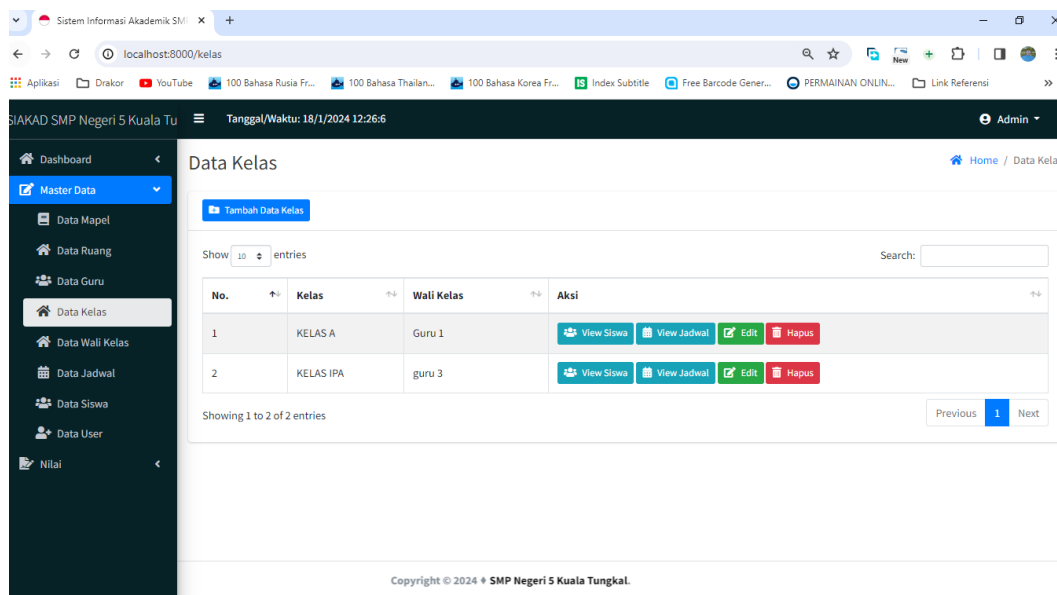 Sistem Informasi Akademik SM
localhost:8000/kelas
New
Aplikasi Drakor YouTube 100 Bahasa Rusia Fr... 100 Bahasa Thailan... 100 Bahasa Korea Fr... IS Index Subtitle Free Barcode Gener... PERMAINAN ONLIN... Link Referensi »
SIAKAD SMP Negeri 5 Kuala Tu Tanggal/Waktu: 18/1/2024 12:26:6 Admin
Dashboard
Master Data
Data Mapel
Data Ruang
Data Guru
Data Kelas
Data Wali Kelas
Data Jadwal
Data Siswa
Data User
Nilai
Data Kelas
Home / Data Kela
Tambah Data Kelas
Show 10 entries Search:
No. Kelas Wali Kelas Aksi
1 KELAS A Guru 1 View Siswa View Jadwal Edit Hapus
2 KELAS IPA guru 3 View Siswa View Jadwal Edit Hapus
Showing 1 to 2 of 2 entries Previous 1 Next
Copyright © 2024 ♦ SMP Negeri 5 Kuala Tungkal.